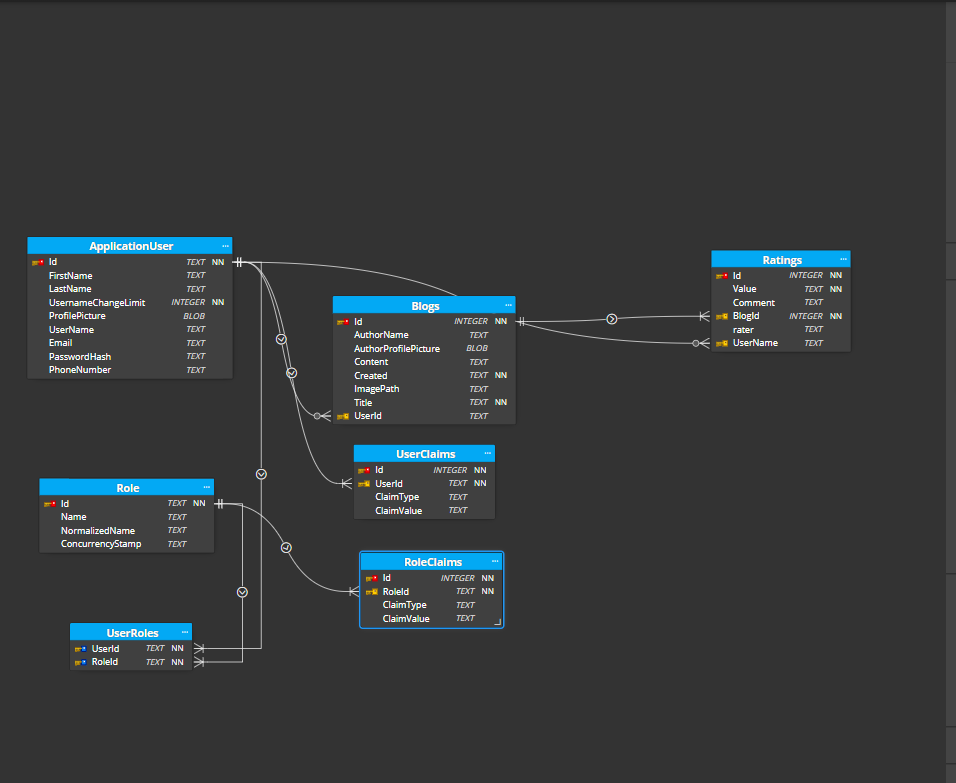 ApplicationUser ...
Id TEXT NN
FirstName TEXT
LastName TEXT
UsernameChangeLimit INTEGER NN
ProfilePicture BLOB
UserName TEXT
Email TEXT
PasswordHash TEXT
PhoneNumber TEXT
Blogs ...
Id INTEGER NN
AuthorName TEXT
AuthorProfilePicture BLOB
Content TEXT
Created TEXT NN
ImagePath TEXT
Title TEXT NN
UserId TEXT
Ratings ...
Id INTEGER NN
Value TEXT NN
Comment TEXT
BlogId INTEGER NN
rater TEXT
UserName TEXT
UserClaims ...
Id INTEGER NN
UserId TEXT NN
ClaimType TEXT
ClaimValue TEXT
Role ...
Id TEXT NN
Name TEXT
NormalizedName TEXT
ConcurrencyStamp TEXT
RoleClaims ...
Id INTEGER NN
RoleId TEXT NN
ClaimType TEXT
ClaimValue TEXT
UserRoles ...
UserId TEXT NN
RoleId TEXT NN